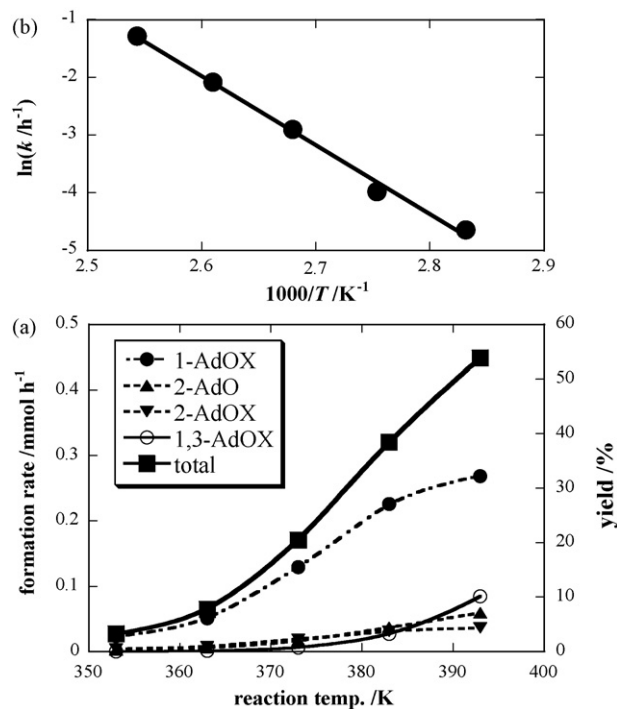 (b)
-1
-2
-3
-4
-5
ln(k /h⁻¹)
2.5 2.6 2.7 2.8 2.9
1000/T /K⁻¹
(a)
0.5
0.4
0.3
0.2
0.1
0
formation rate /mmol h⁻¹
1-AdOX
2-AdO
2-AdOX
1,3-AdOX
total
60
50
40
30
20
10
0
yield /%
350 360 370 380 390 400
reaction temp. /K